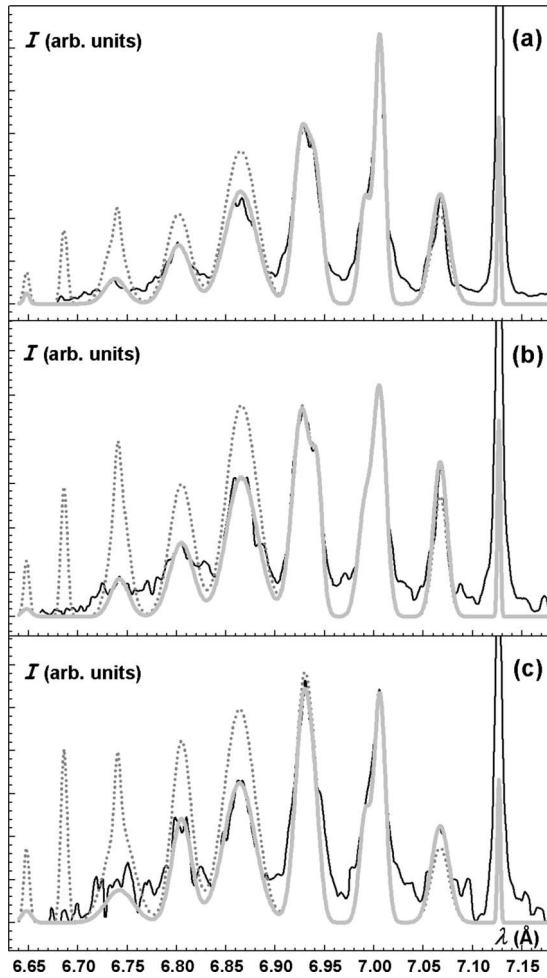 I (arb. units)
(a)
I (arb. units)
(b)
I (arb. units)
(c)
λ (Å)
6.65 6.70 6.75 6.80 6.85 6.90 6.95 7.00 7.05 7.10 7.15